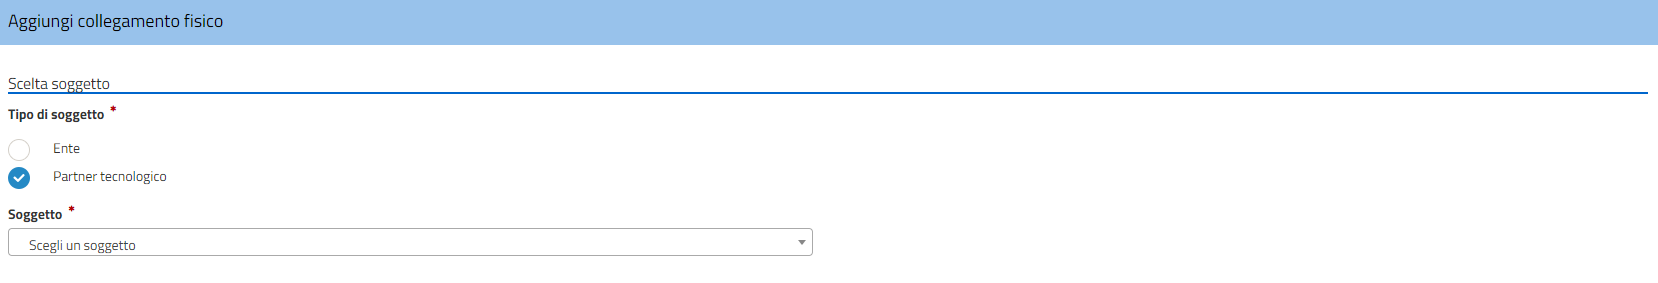 Aggiungi collegamento fisico
Scelta soggetto
Tipo di soggetto *
Ente
Partner tecnologico
Soggetto *
Scegli un soggetto